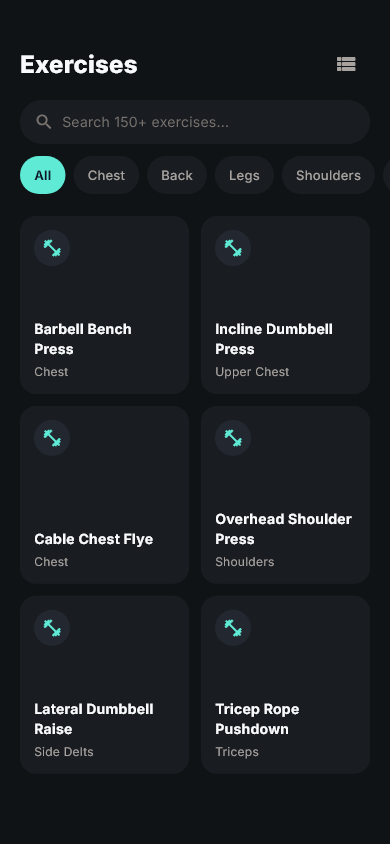 Exercises
Search 150+ exercises...
All
Chest
Back
Legs
Shoulders
Barbell Bench
Press
Chest
Incline Dumbbell
Press
Upper Chest
Cable Chest Flye
Chest
Overhead Shoulder
Press
Shoulders
Lateral Dumbbell
Raise
Side Delts
Tricep Rope
Pushdown
Triceps